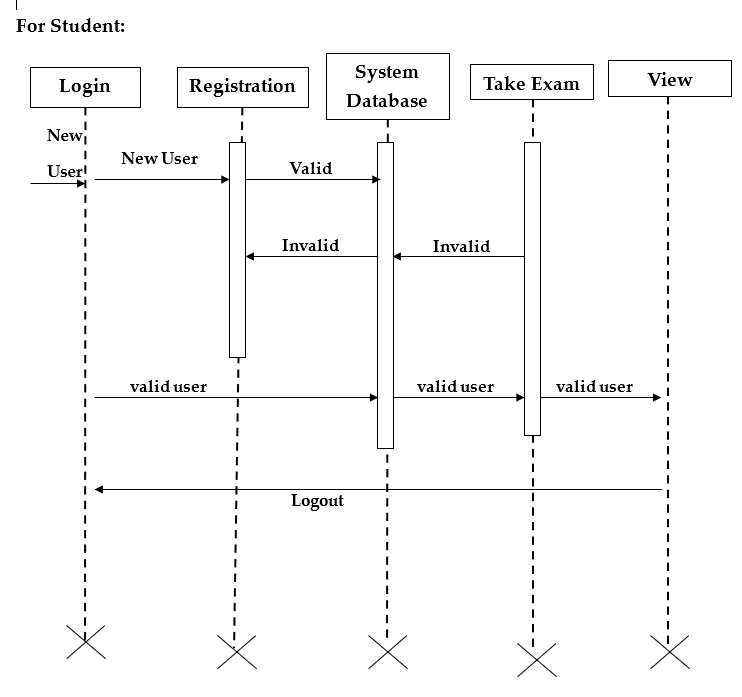 For Student:
Login
Registration
System
Database
Take Exam
View
New
User
New User
Valid
Invalid
Invalid
valid user
valid user
valid user
Logout